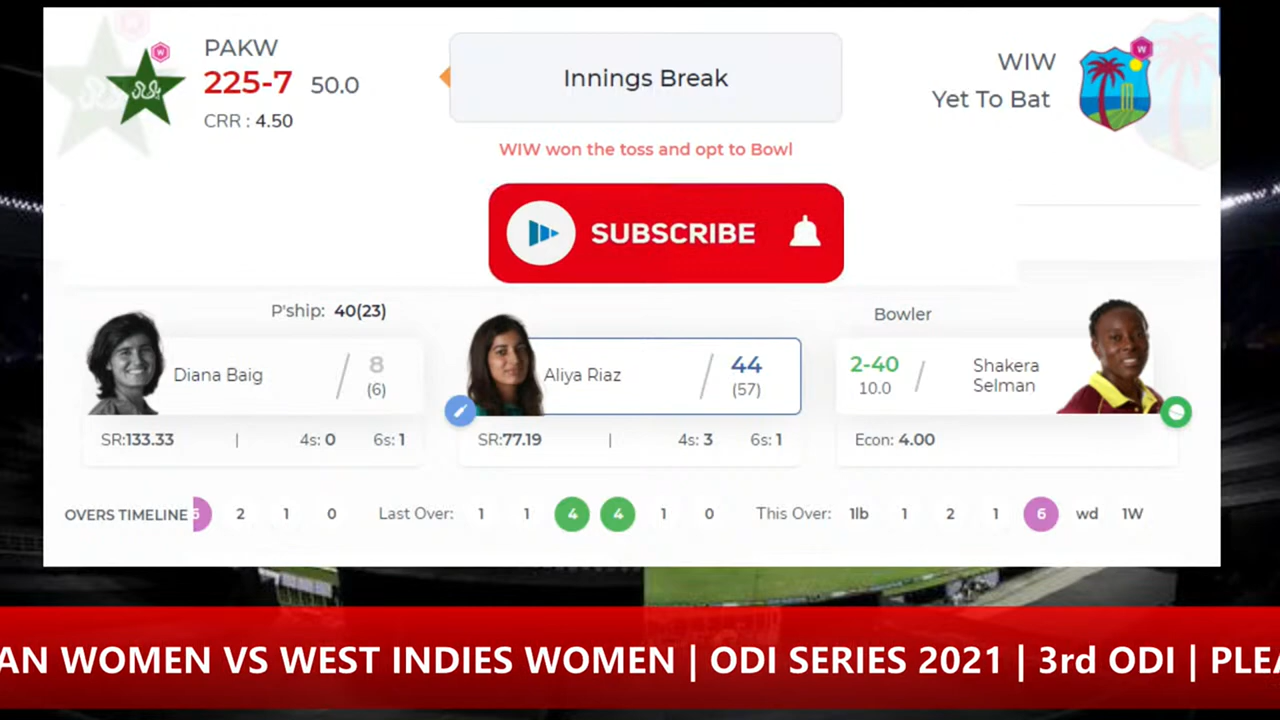 PAKW
225-7 50.0
CRR : 4.50
Innings Break
WIW won the toss and opt to Bowl
WIW
Yet To Bat
W
W
SUBSCRIBE
P'ship: 40(23)
Diana Baig / 8
(6)
SR:133.33 | 4s: 0 6s: 1
Aliya Riaz / 44
(57)
SR:77.19 | 4s: 3 6s: 1
Bowler
2-40 / Shakera
10.0 Selman
Econ: 4.00
OVERS TIMELINE 2 1 0 Last Over: 1 1 4 4 1 0 This Over: 1lb 1 2 1 6 wd 1W
AN WOMEN VS WEST INDIES WOMEN | ODI SERIES 2021 | 3rd ODI | PLEA